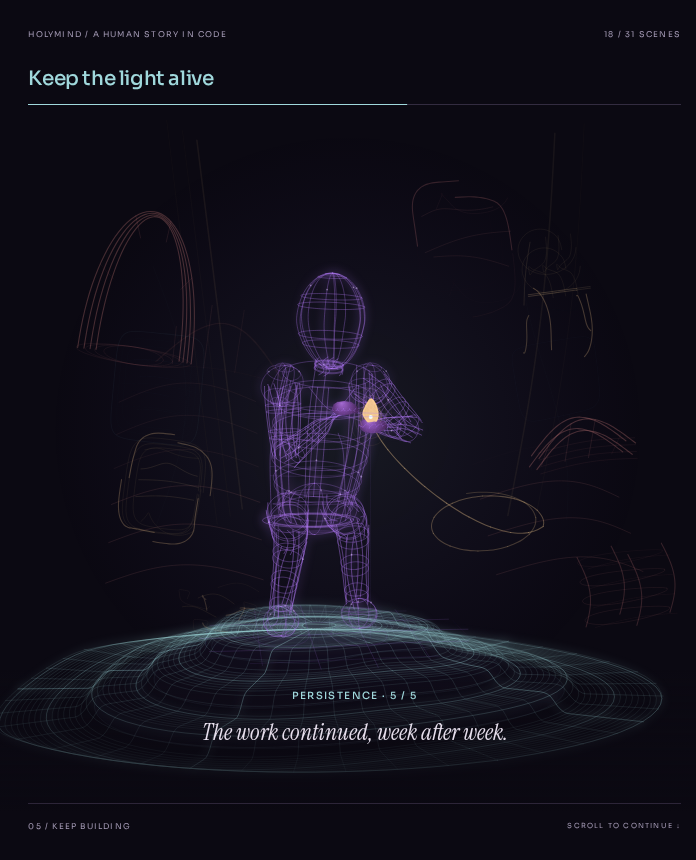 HOLYMIND / A HUMAN STORY IN CODE
18 / 31 SCENES
Keep the light alive
PERSISTENCE · 5 / 5
The work continued, week after week.
05 / KEEP BUILDING
SCROLL TO CONTINUE ↓